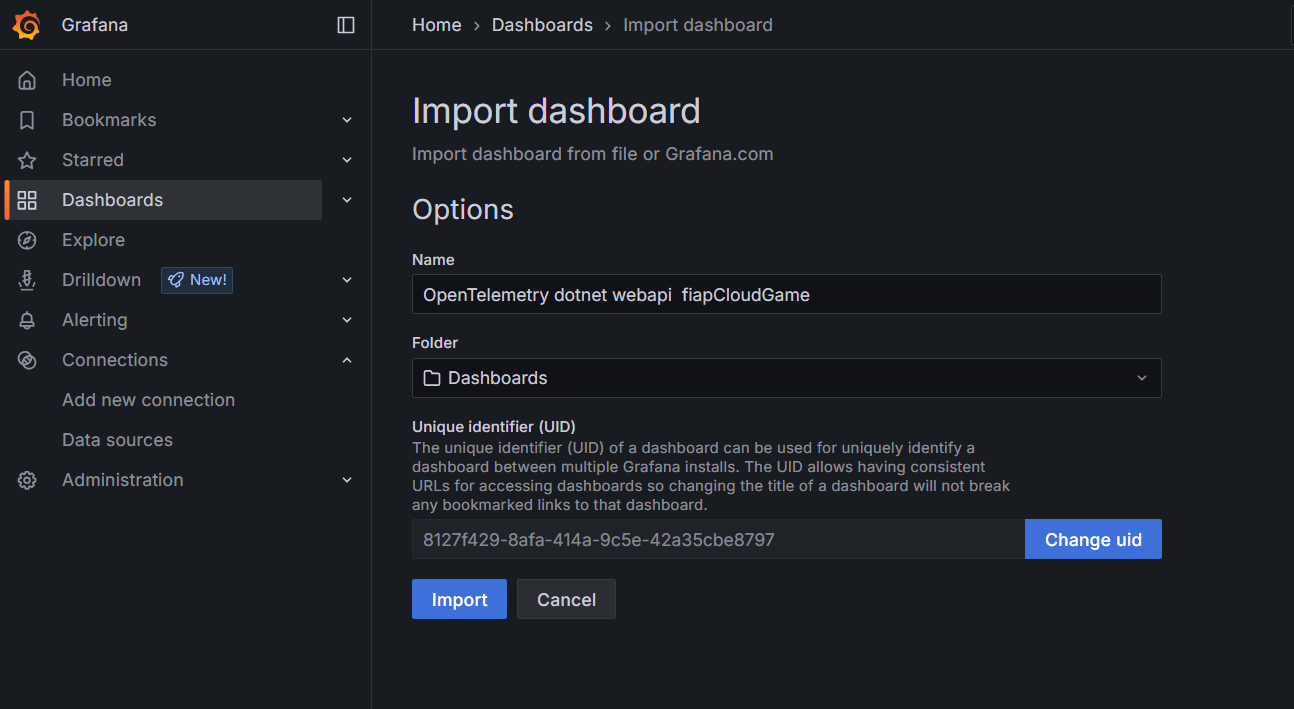 Grafana
Home › Dashboards › Import dashboard
Home
Bookmarks
Starred
Dashboards
Explore
Drilldown New!
Alerting
Connections
Add new connection
Data sources
Administration
Import dashboard
Import dashboard from file or Grafana.com
Options
Name
OpenTelemetry dotnet webapi  fiapCloudGame
Folder
Dashboards
Unique identifier (UID)
The unique identifier (UID) of a dashboard can be used for uniquely identify a
dashboard between multiple Grafana installs. The UID allows having consistent
URLs for accessing dashboards so changing the title of a dashboard will not break
any bookmarked links to that dashboard.
8127f429-8afa-414a-9c5e-42a35cbe8797
Change uid
Import
Cancel